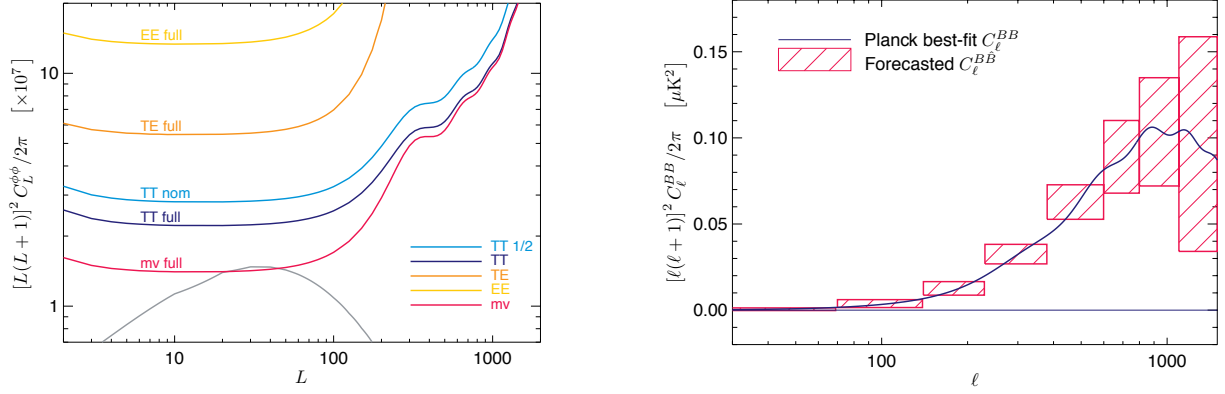 [L(L + 1)]² C_L^{ϕϕ}/2π [×10⁷]
10
1
EE full
TE full
TT nom
TT full
mv full
TT 1/2
TT
TE
EE
mv
10 100 1000
L
[ℓ(ℓ + 1)]² C_ℓ^{BB}/2π [μK²]
0.15
0.10
0.05
0.00
Planck best-fit C_ℓ^{BB}
Forecasted C_ℓ^{BB̂}
100 1000
ℓ